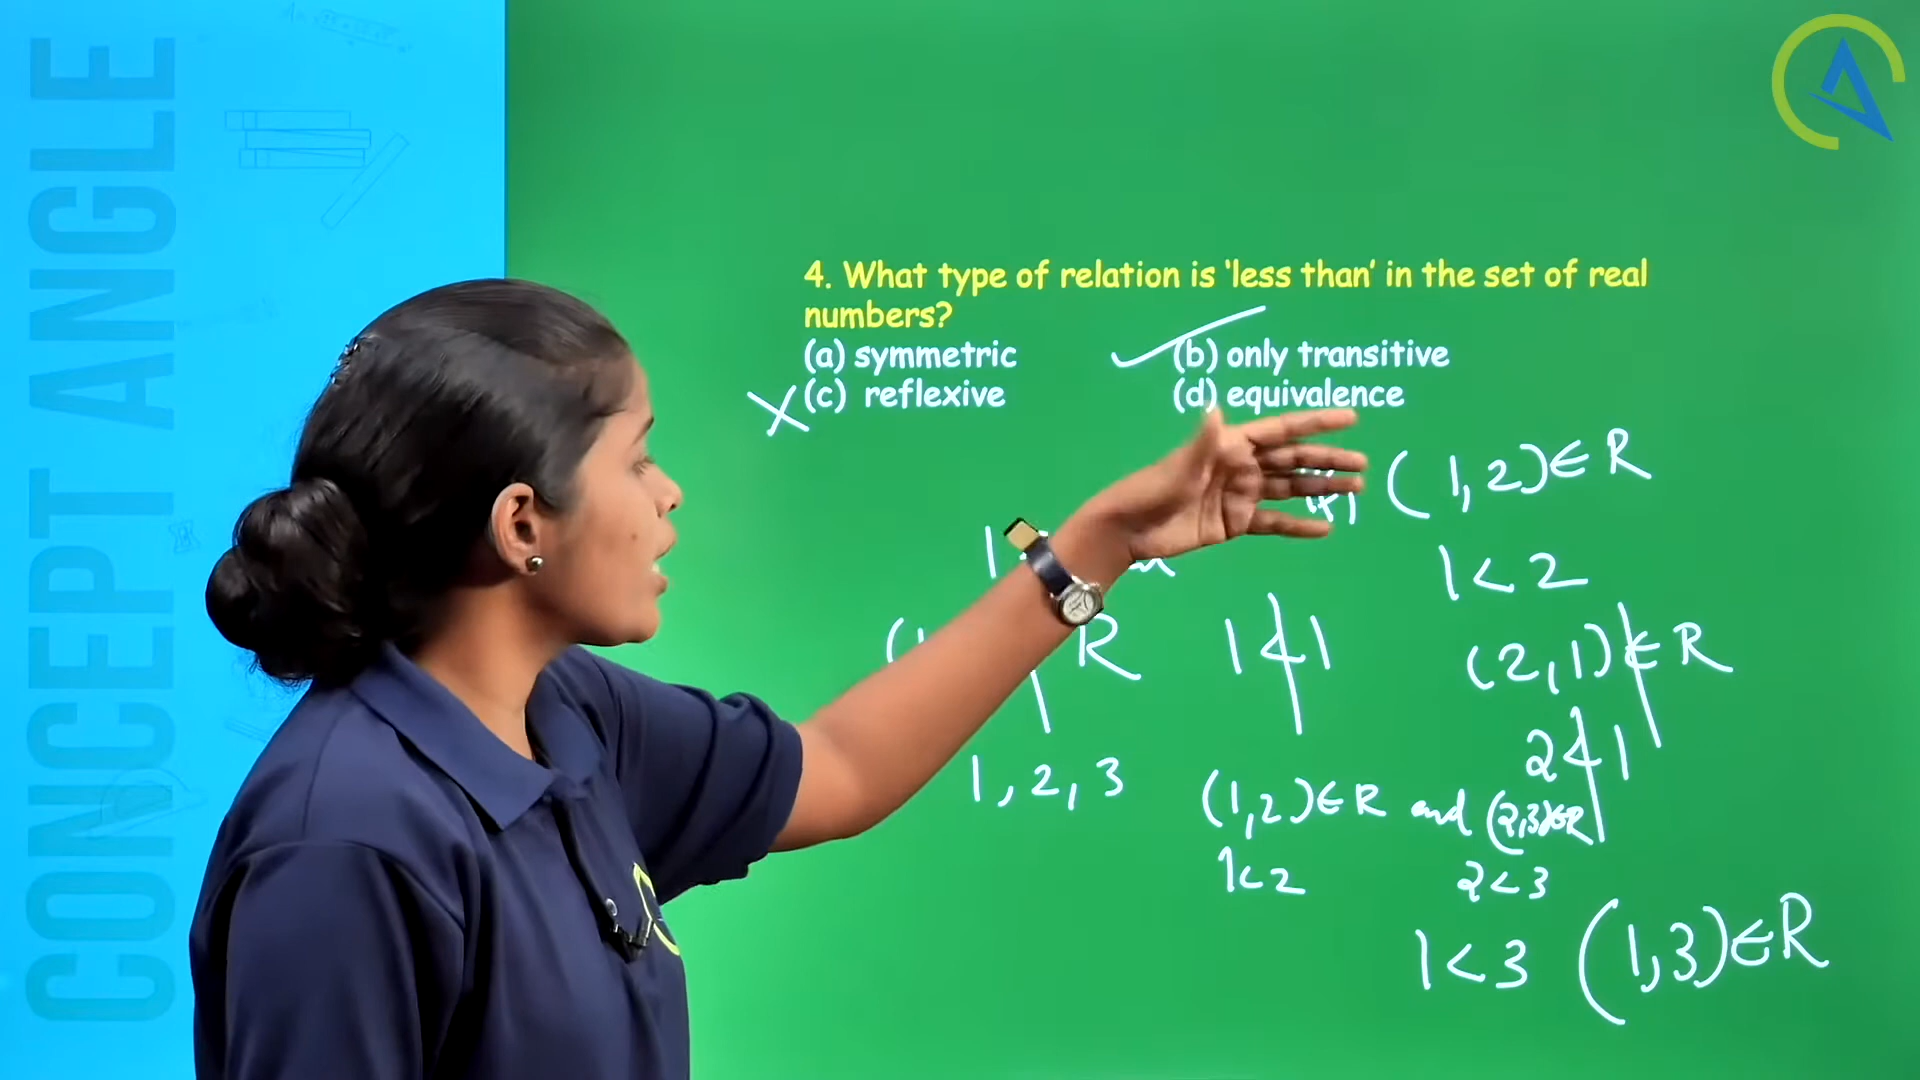 CONCEPT ANGLE
4. What type of relation is ‘less than’ in the set of real
numbers?
(a) symmetric (b) only transitive
(c) reflexive (d) equivalence
(1,2)∈R
1<2
R 1≮1 (2,1)∉R
2≮1
1,2,3 (1,2)∈R and (2,3)∈R
1<2 2<3
1<3 (1,3)∈R